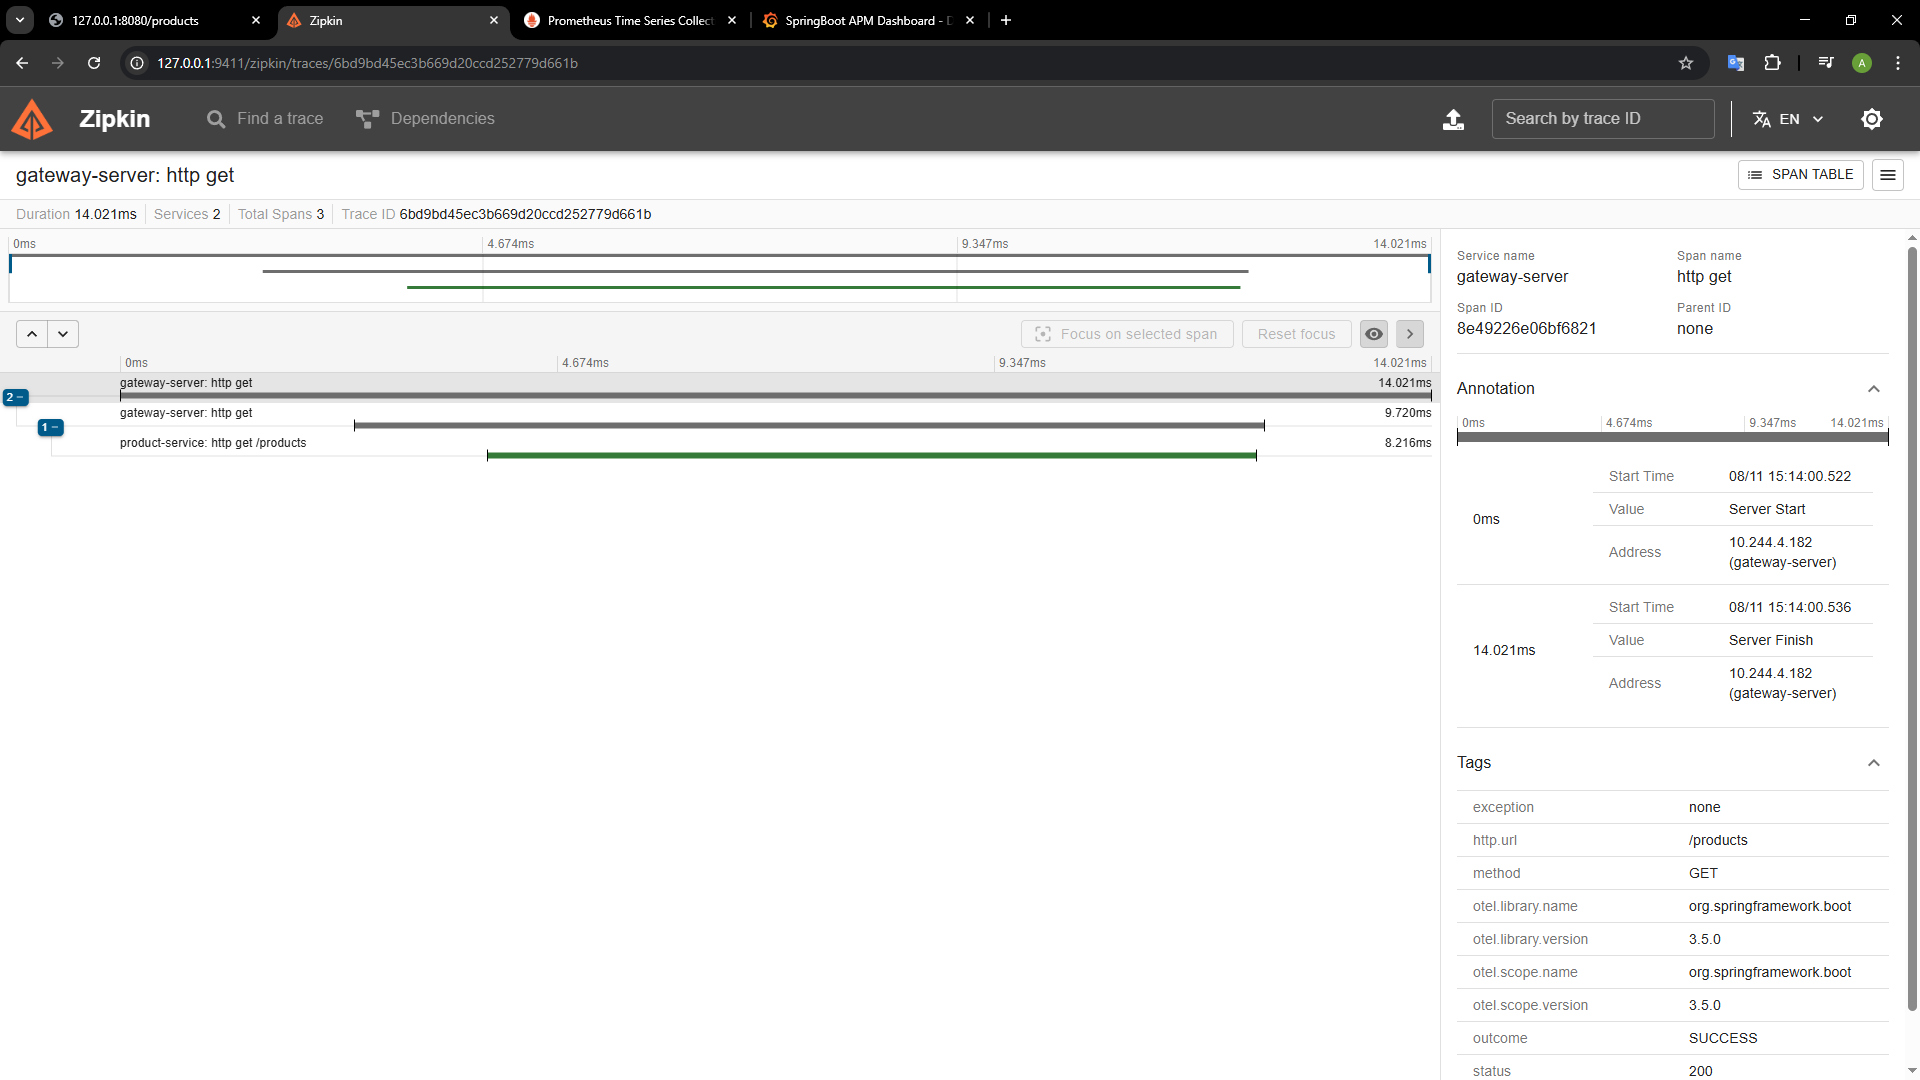 127.0.0.1:8080/products
Zipkin
Prometheus Time Series Collect
SpringBoot APM Dashboard - D
127.0.0.1:9411/zipkin/traces/6bd9bd45ec3b669d20ccd252779d661b
A
Zipkin
Find a trace
Dependencies
Search by trace ID
EN
gateway-server: http get
SPAN TABLE
Duration 14.021ms Services 2 Total Spans 3 Trace ID 6bd9bd45ec3b669d20ccd252779d661b
0ms 4.674ms 9.347ms 14.021ms
Focus on selected span
Reset focus
0ms 4.674ms 9.347ms 14.021ms
gateway-server: http get 14.021ms
2 −
gateway-server: http get 9.720ms
1 −
product-service: http get /products 8.216ms
Service name Span name
gateway-server http get
Span ID Parent ID
8e49226e06bf6821 none
Annotation
0ms 4.674ms 9.347ms 14.021ms
0ms
Start Time 08/11 15:14:00.522
Value Server Start
Address 10.244.4.182
(gateway-server)
14.021ms
Start Time 08/11 15:14:00.536
Value Server Finish
Address 10.244.4.182
(gateway-server)
Tags
exception none
http.url /products
method GET
otel.library.name org.springframework.boot
otel.library.version 3.5.0
otel.scope.name org.springframework.boot
otel.scope.version 3.5.0
outcome SUCCESS
status 200